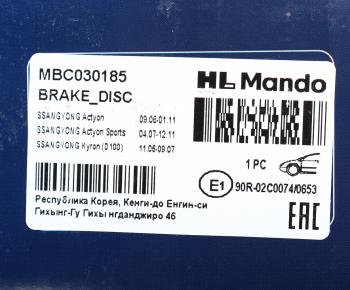 MBC030185
HL Mando
BRAKE_DISC
SSANGYONG Actyon 09.06-01.11
SSANGYONG Actyon Sports 04.07-12.11
SSANGYONG Kyron (D100) 11.05-09.07
1 PC
E1 90R-02C0074/0653
Республика Корея, Кенги-до Енгин-си
Гихынг-Гу Гихы нгданджиро 46
EAC